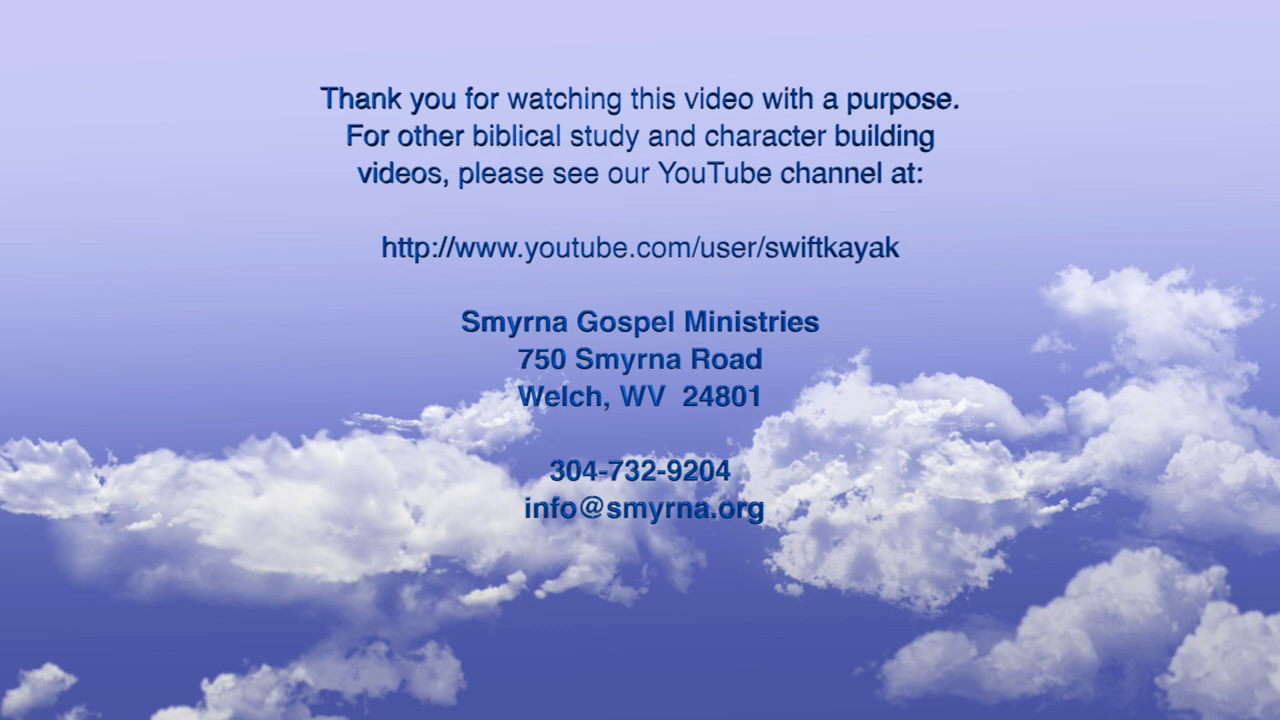 Thank you for watching this video with a purpose.
For other biblical study and character building
videos, please see our YouTube channel at:
http://www.youtube.com/user/swiftkayak
Smyrna Gospel Ministries
750 Smyrna Road
Welch, WV  24801
304-732-9204
info@smyrna.org